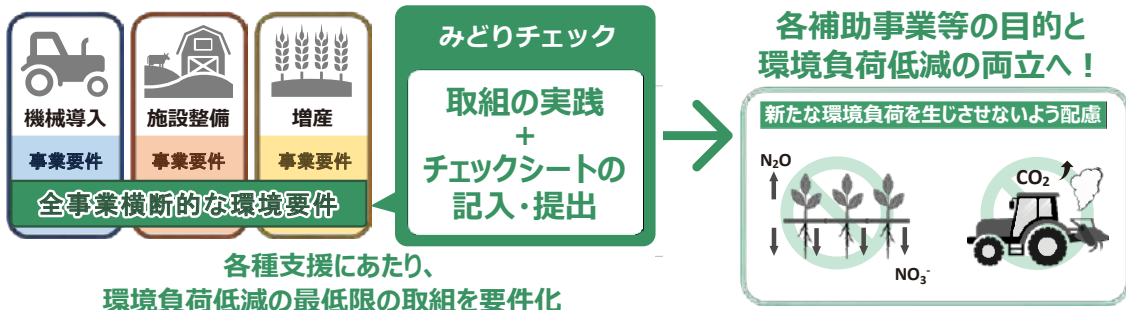 機械導入
事業要件
施設整備
事業要件
増産
事業要件
全事業横断的な環境要件
各種支援にあたり、
環境負荷低減の最低限の取組を要件化
みどりチェック
取組の実践
+
チェックシートの
記入・提出
各補助事業等の目的と
環境負荷低減の両立へ！
新たな環境負荷を生じさせないよう配慮
N₂O
NO₃⁻
CO₂